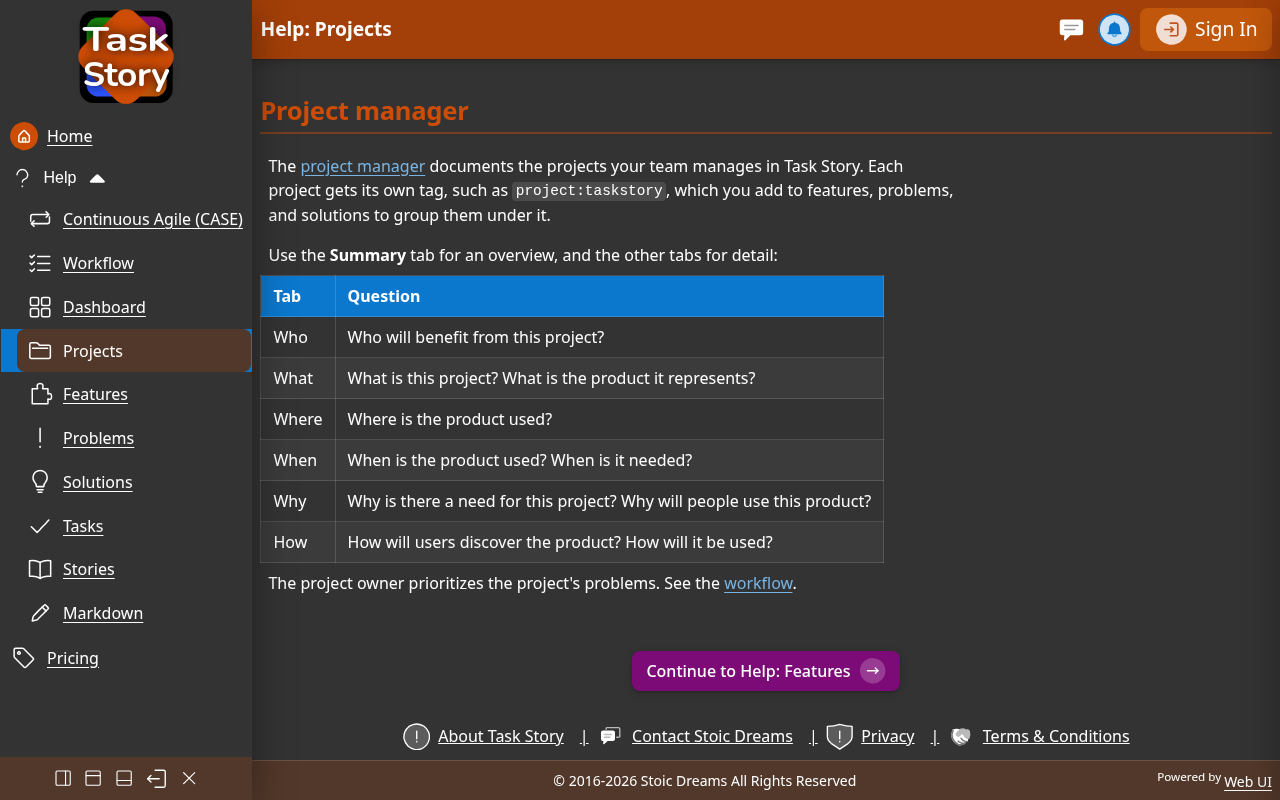 Task
Story
Home
Help
Continuous Agile (CASE)
Workflow
Dashboard
Projects
Features
Problems
Solutions
Tasks
Stories
Markdown
Pricing
Help: Projects
Sign In
Project manager
The project manager documents the projects your team manages in Task Story. Each
project gets its own tag, such as project:taskstory, which you add to features, problems,
and solutions to group them under it.
Use the Summary tab for an overview, and the other tabs for detail:
Tab Question
Who Who will benefit from this project?
What What is this project? What is the product it represents?
Where Where is the product used?
When When is the product used? When is it needed?
Why Why is there a need for this project? Why will people use this product?
How How will users discover the product? How will it be used?
The project owner prioritizes the project's problems. See the workflow.
Continue to Help: Features
About Task Story | Contact Stoic Dreams | Privacy | Terms & Conditions
© 2016-2026 Stoic Dreams All Rights Reserved
Powered by Web UI